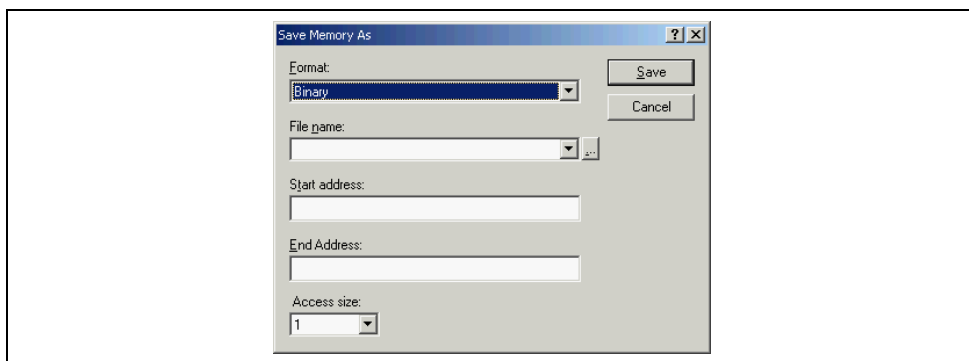 Save Memory As
Format:
Save
Binary
Cancel
File name:
...
Start address:
End Address:
Access size:
1